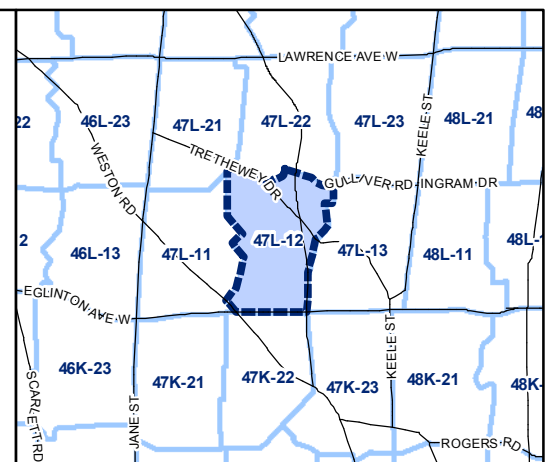 LAWRENCE AVE W
22
46L-23
47L-21
47L-22
47L-23
KEELE ST
48L-21
48
WESTON RD
TRETHEWEY DR
GULLIVER RD
INGRAM DR
2
46L-13
47L-11
47L-12
47L-13
48L-11
48L-1
EGLINTON AVE W
46K-23
47K-21
47K-22
47K-23
KEELE ST
48K-21
48K-
SCARLETT RD
JANE ST
ROGERS RD